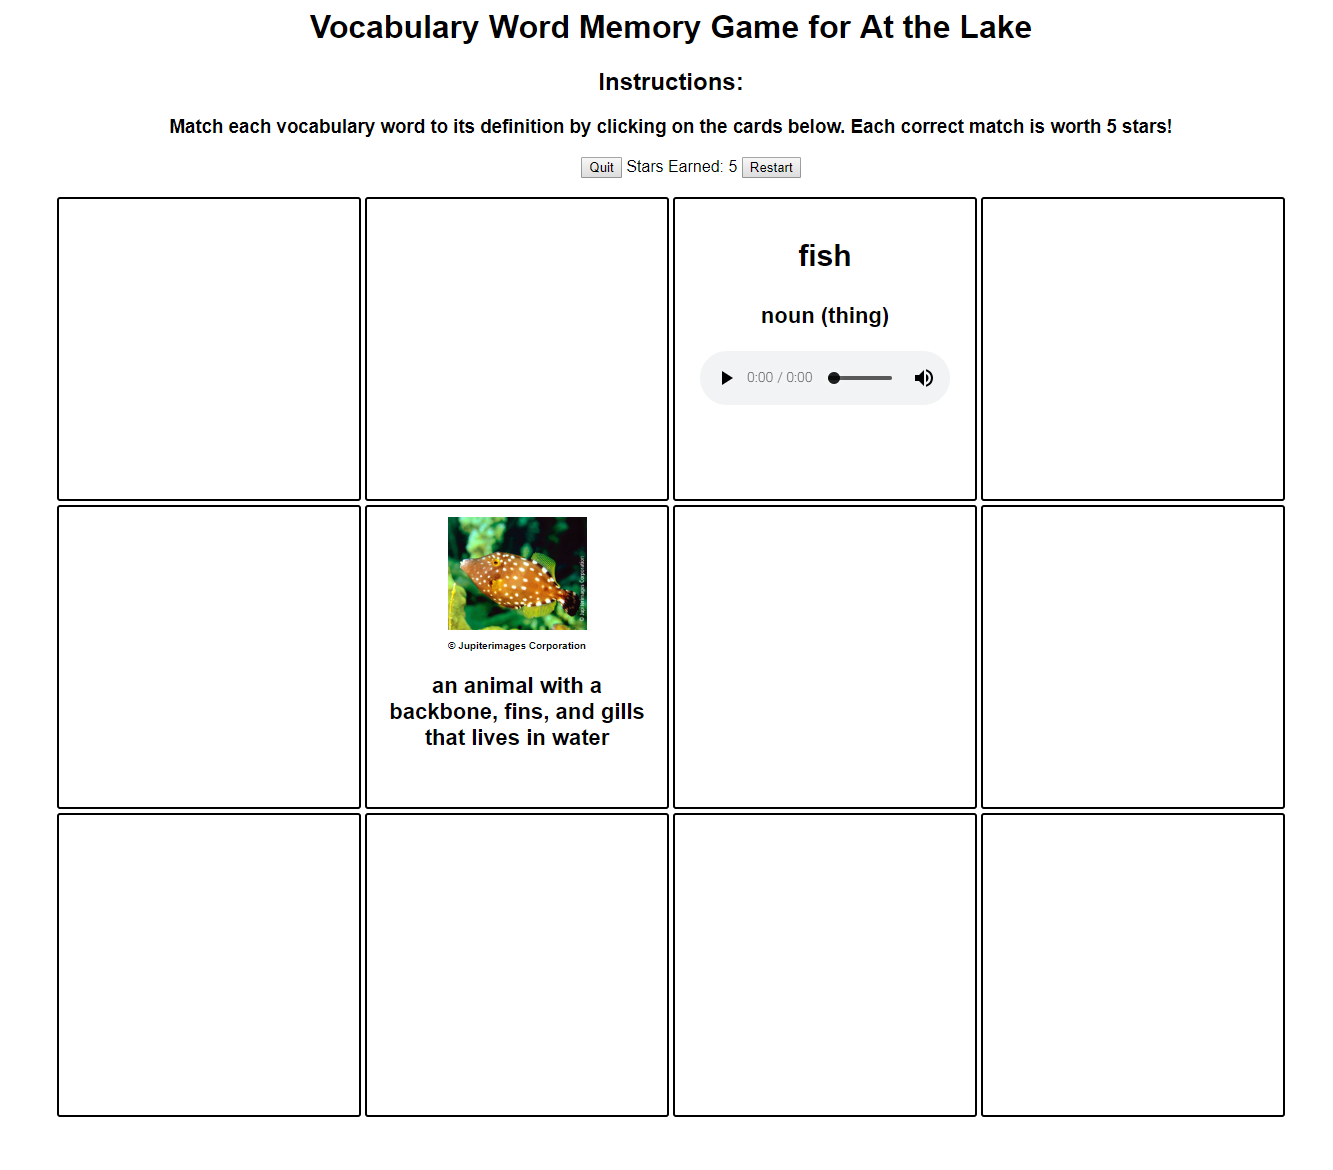 Vocabulary Word Memory Game for At the Lake
Instructions:
Match each vocabulary word to its definition by clicking on the cards below. Each correct match is worth 5 stars!
Quit Stars Earned: 5 Restart
fish
noun (thing)
0:00 / 0:00
© Jupiterimages Corporation
© Jupiterimages Corporation
an animal with a
backbone, fins, and gills
that lives in water